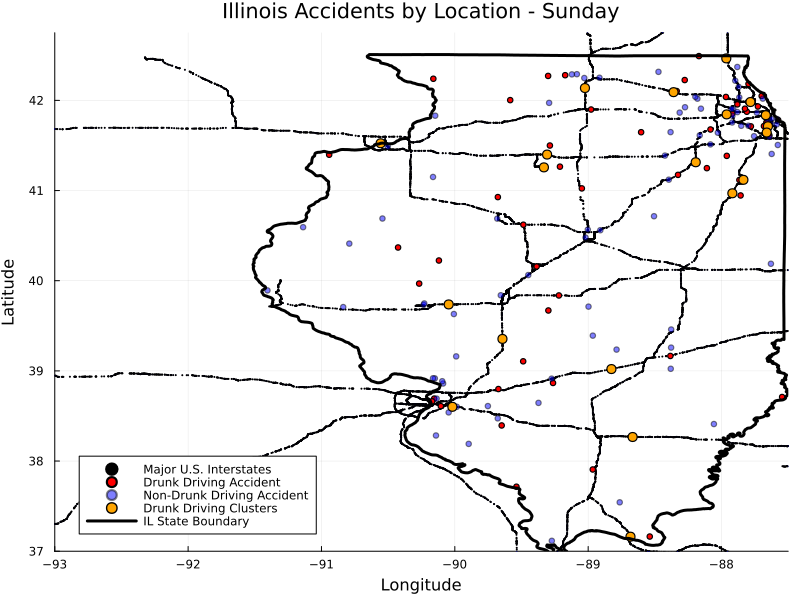 Illinois Accidents by Location - Sunday
Latitude
42
41
40
39
38
37
Major U.S. Interstates
Drunk Driving Accident
Non-Drunk Driving Accident
Drunk Driving Clusters
IL State Boundary
−93 −92 −91 −90 −89 −88
Longitude